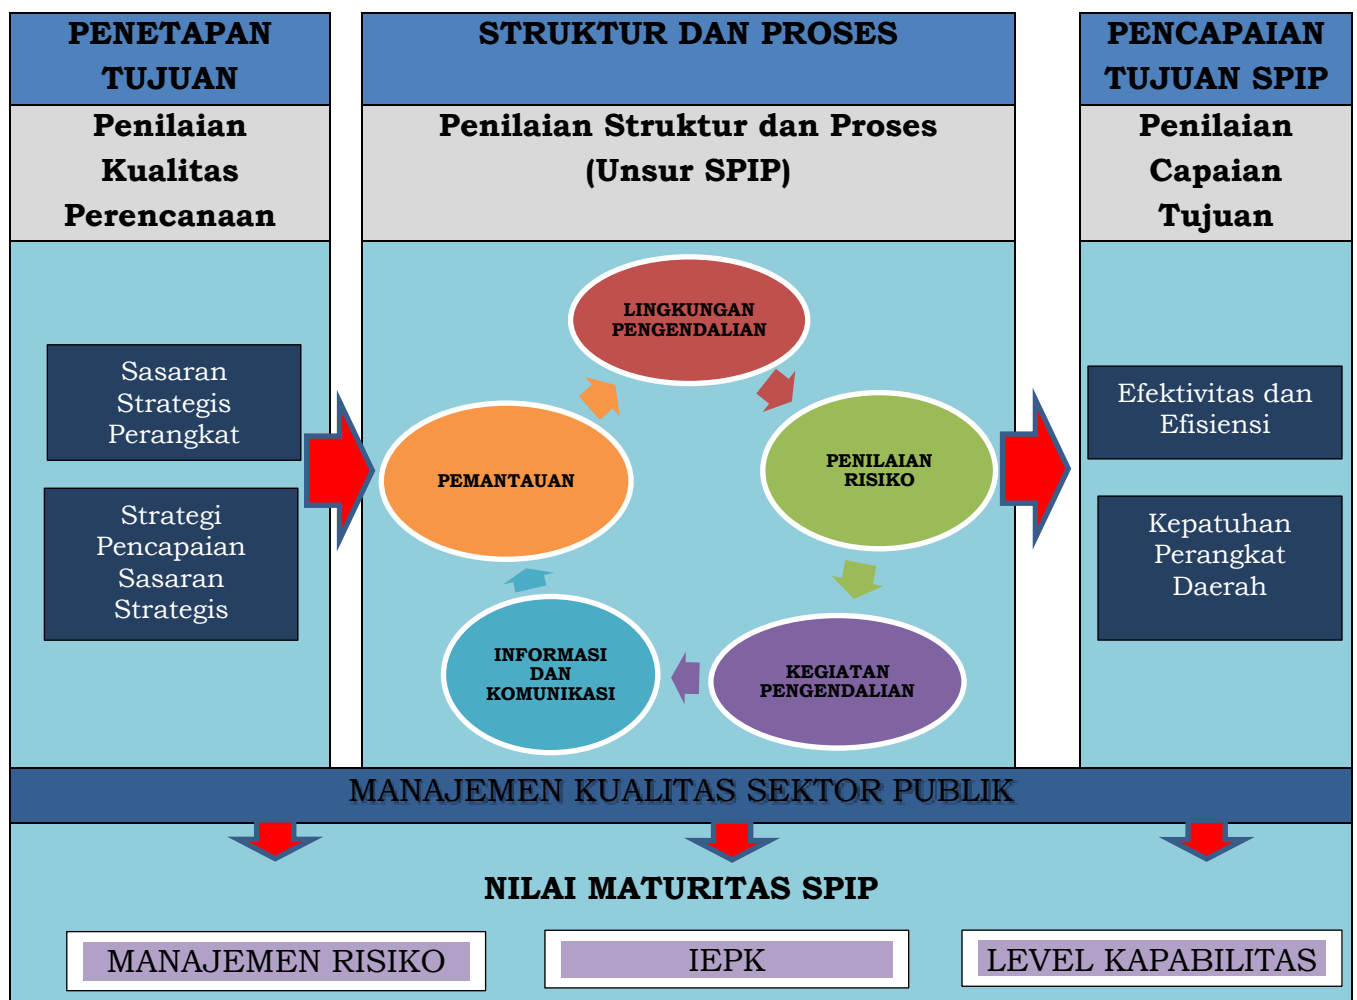 PENETAPAN
TUJUAN
Penilaian
Kualitas
Perencanaan
Sasaran
Strategis
Perangkat
Strategi
Pencapaian
Sasaran
Strategis
STRUKTUR DAN PROSES
Penilaian Struktur dan Proses
(Unsur SPIP)
LINGKUNGAN
PENGENDALIAN
PENILAIAN
RISIKO
KEGIATAN
PENGENDALIAN
INFORMASI
DAN
KOMUNIKASI
PEMANTAUAN
PENCAPAIAN
TUJUAN SPIP
Penilaian
Capaian
Tujuan
Efektivitas dan
Efisiensi
Kepatuhan
Perangkat
Daerah
MANAJEMEN KUALITAS SEKTOR PUBLIK
NILAI MATURITAS SPIP
MANAJEMEN RISIKO
IEPK
LEVEL KAPABILITAS